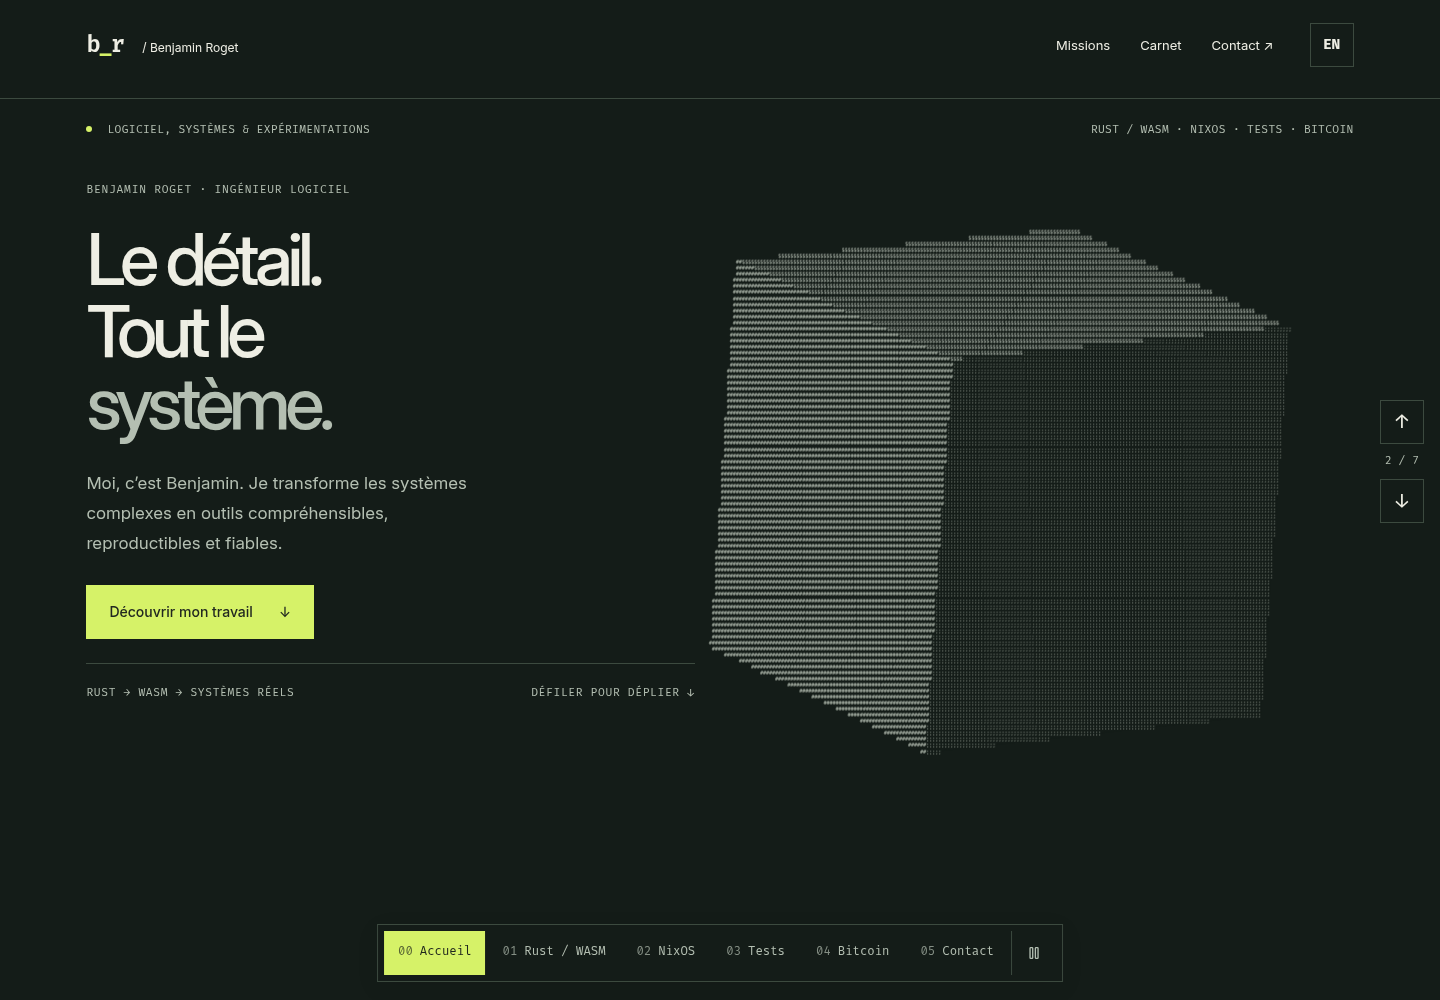 b_r / Benjamin Roget
Missions Carnet Contact ↗ EN
LOGICIEL, SYSTÈMES & EXPÉRIMENTATIONS
RUST / WASM · NIXOS · TESTS · BITCOIN
BENJAMIN ROGET · INGÉNIEUR LOGICIEL
Le détail.
Tout le
système.
Moi, c’est Benjamin. Je transforme les systèmes
complexes en outils compréhensibles,
reproductibles et fiables.
Découvrir mon travail ↓
RUST → WASM → SYSTÈMES RÉELS
DÉFILER POUR DÉPLIER ↓
↑
2 / 7
↓
00 Accueil 01 Rust / WASM 02 NixOS 03 Tests 04 Bitcoin 05 Contact